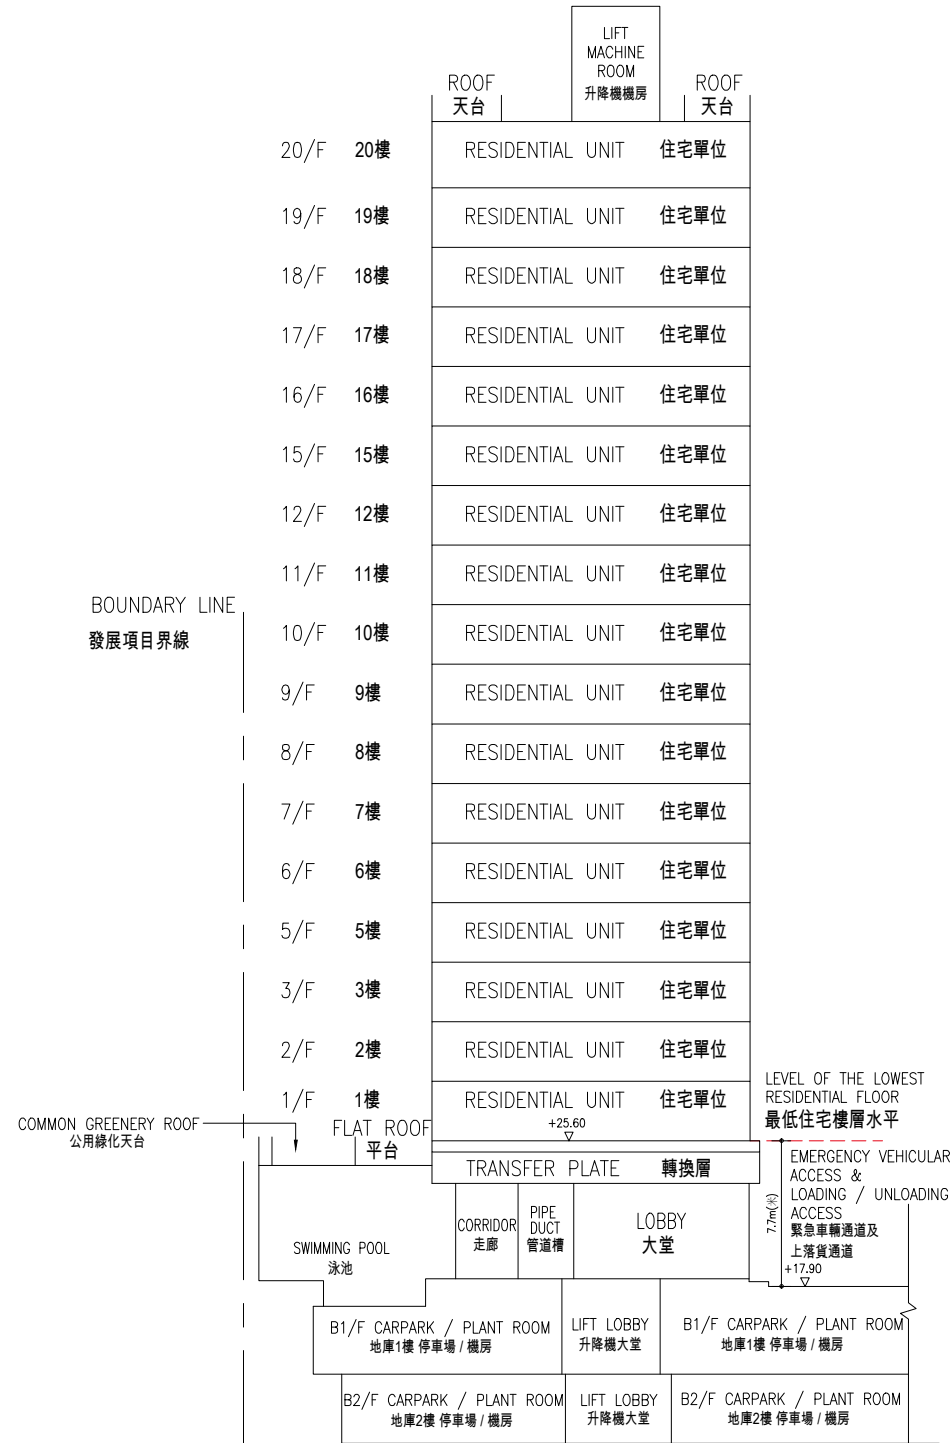 LIFT
MACHINE
ROOM
升降機機房
ROOF
天台
ROOF
天台
20/F 20樓 RESIDENTIAL UNIT 住宅單位
19/F 19樓 RESIDENTIAL UNIT 住宅單位
18/F 18樓 RESIDENTIAL UNIT 住宅單位
17/F 17樓 RESIDENTIAL UNIT 住宅單位
16/F 16樓 RESIDENTIAL UNIT 住宅單位
15/F 15樓 RESIDENTIAL UNIT 住宅單位
12/F 12樓 RESIDENTIAL UNIT 住宅單位
11/F 11樓 RESIDENTIAL UNIT 住宅單位
BOUNDARY LINE
發展項目界線
10/F 10樓 RESIDENTIAL UNIT 住宅單位
9/F 9樓 RESIDENTIAL UNIT 住宅單位
8/F 8樓 RESIDENTIAL UNIT 住宅單位
7/F 7樓 RESIDENTIAL UNIT 住宅單位
6/F 6樓 RESIDENTIAL UNIT 住宅單位
5/F 5樓 RESIDENTIAL UNIT 住宅單位
3/F 3樓 RESIDENTIAL UNIT 住宅單位
2/F 2樓 RESIDENTIAL UNIT 住宅單位
1/F 1樓 RESIDENTIAL UNIT 住宅單位
LEVEL OF THE LOWEST
RESIDENTIAL FLOOR
最低住宅樓層水平
COMMON GREENERY ROOF
公用綠化天台
FLAT ROOF
平台
+25.60
TRANSFER PLATE 轉換層
EMERGENCY VEHICULAR
ACCESS &
LOADING / UNLOADING
ACCESS
緊急車輛通道及
上落貨通道
+17.90
7.7m(米)
SWIMMING POOL
泳池
CORRIDOR
走廊
PIPE
DUCT
管道槽
LOBBY
大堂
B1/F CARPARK / PLANT ROOM
地庫1樓 停車場 / 機房
LIFT LOBBY
升降機大堂
B1/F CARPARK / PLANT ROOM
地庫1樓 停車場 / 機房
B2/F CARPARK / PLANT ROOM
地庫2樓 停車場 / 機房
LIFT LOBBY
升降機大堂
B2/F CARPARK / PLANT ROOM
地庫2樓 停車場 / 機房